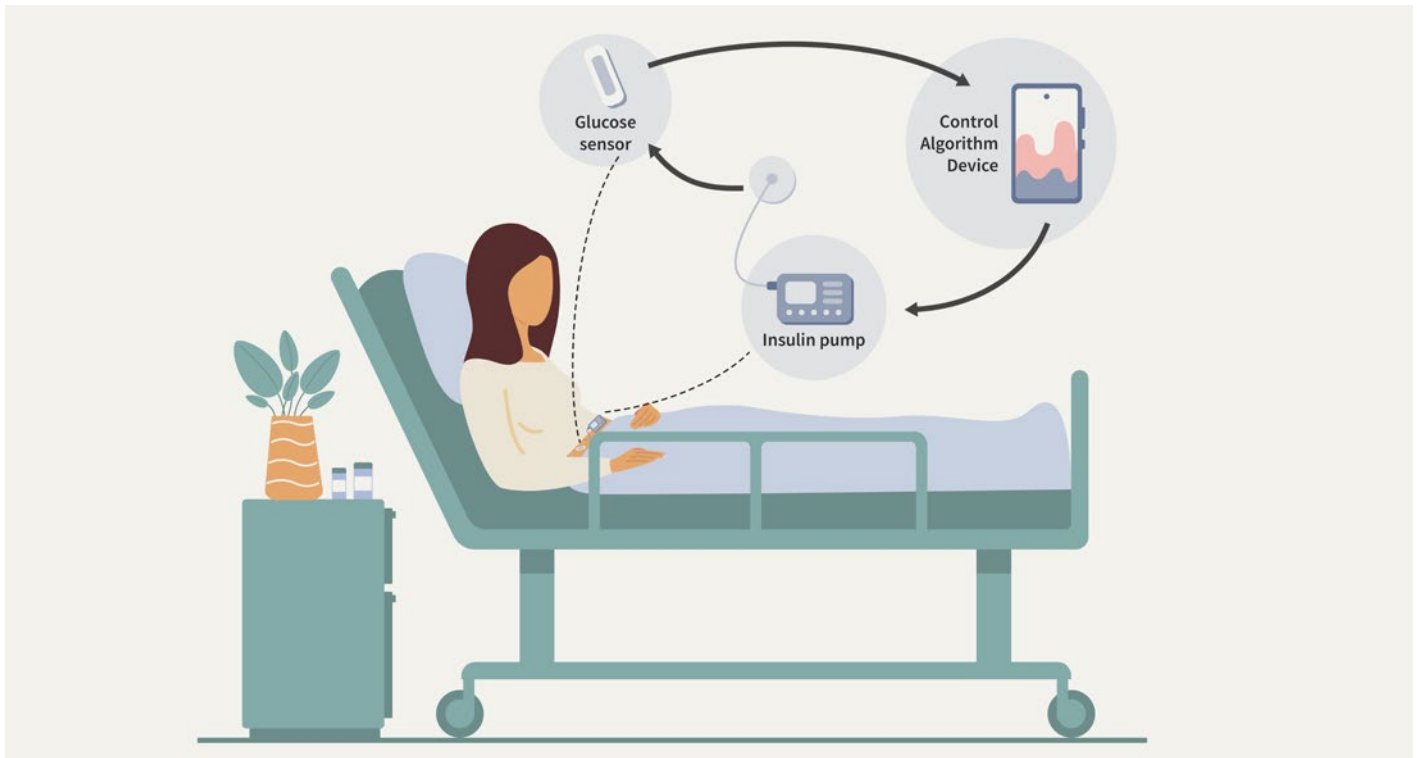 Glucose
sensor
Control
Algorithm
Device
Insulin pump